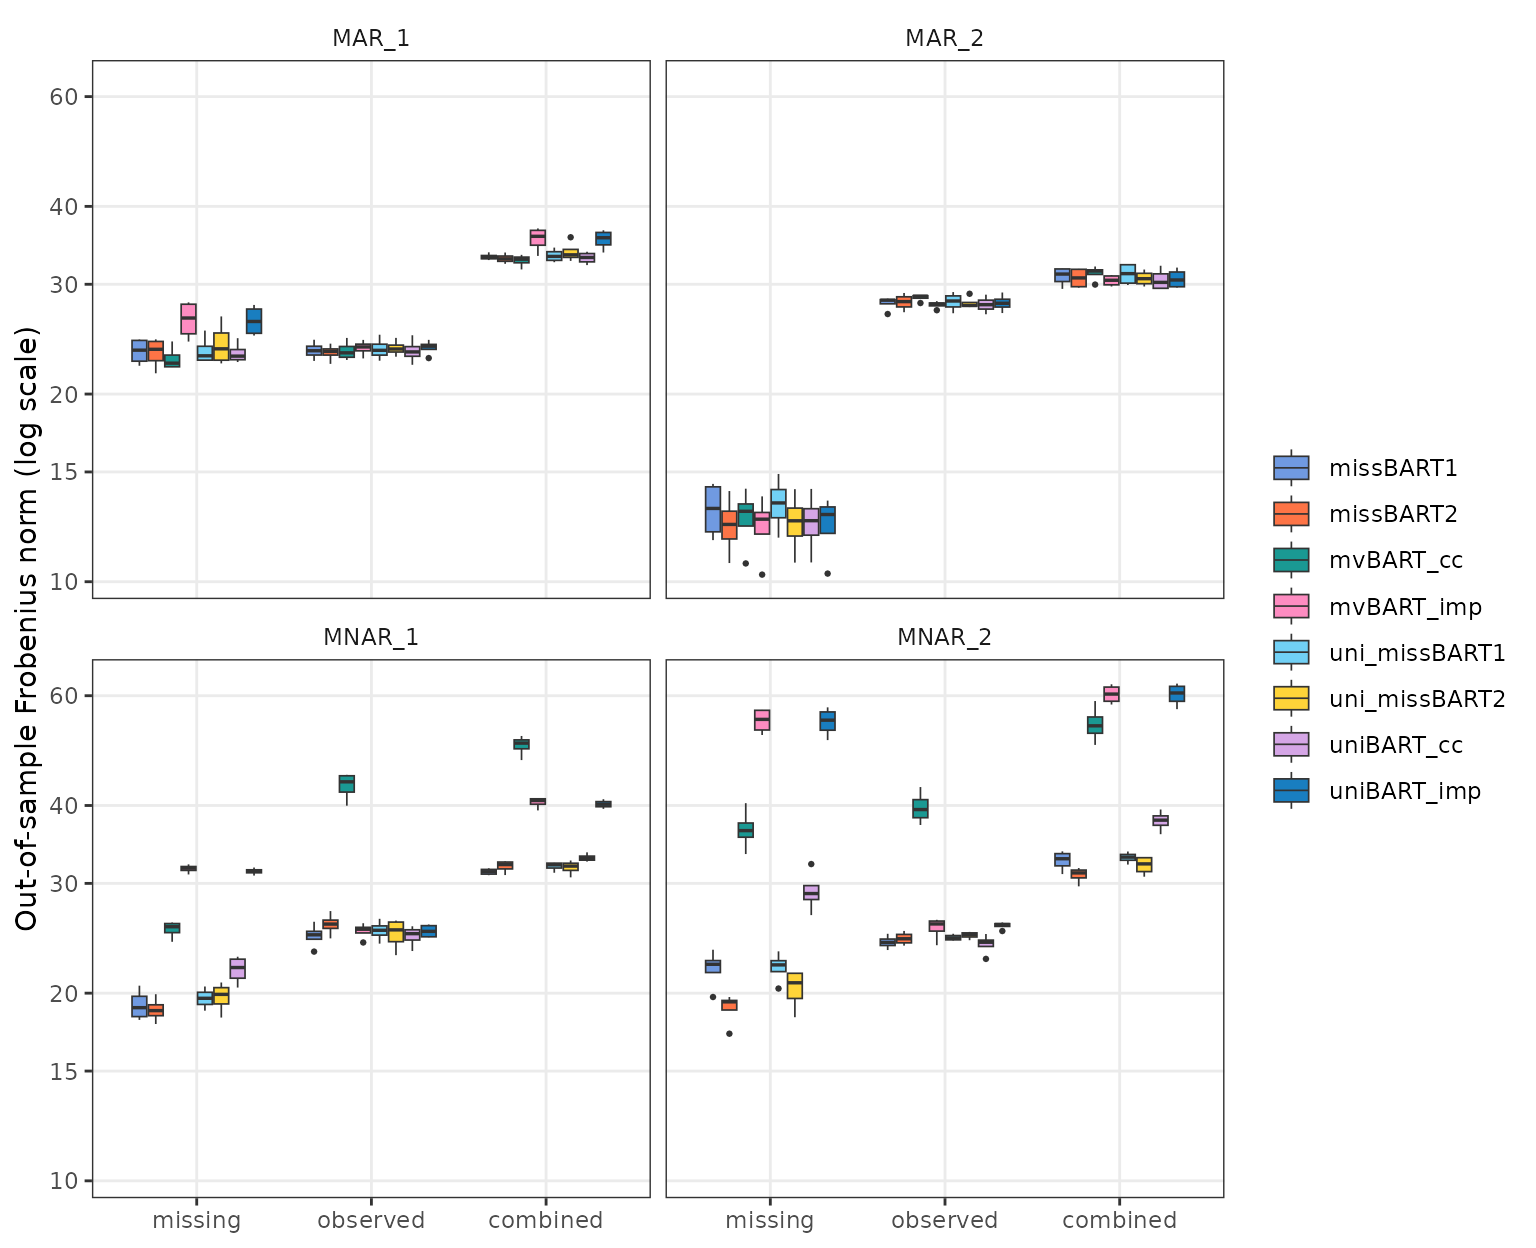 MAR_1
MAR_2
60
40
30
20
15
10
MNAR_1
MNAR_2
60
40
30
20
15
10
missing
observed
combined
missing
observed
combined
Out-of-sample Frobenius norm (log scale)
missBART1
missBART2
mvBART_cc
mvBART_imp
uni_missBART1
uni_missBART2
uniBART_cc
uniBART_imp